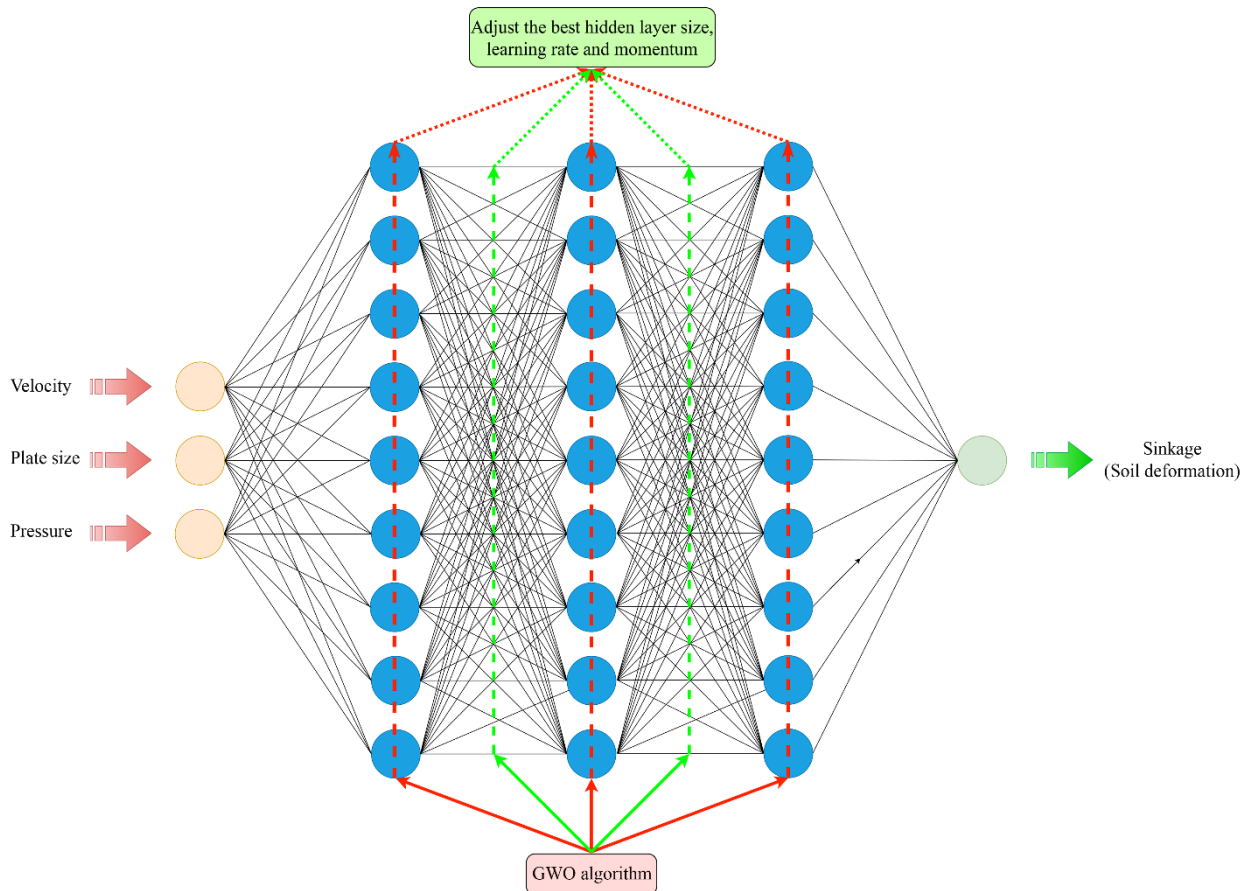 Adjust the best hidden layer size,
learning rate and momentum
Velocity
Plate size
Pressure
Sinkage
(Soil deformation)
GWO algorithm